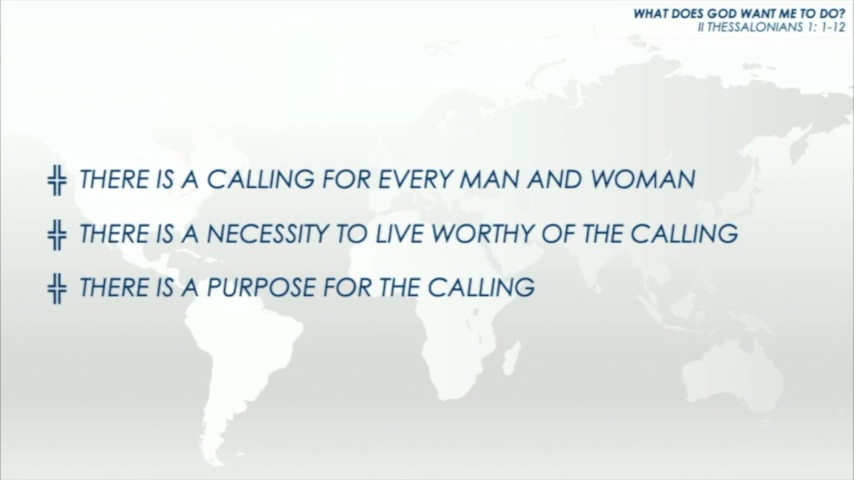 WHAT DOES GOD WANT ME TO DO?
II THESSALONIANS 1: 1-12
THERE IS A CALLING FOR EVERY MAN AND WOMAN
THERE IS A NECESSITY TO LIVE WORTHY OF THE CALLING
THERE IS A PURPOSE FOR THE CALLING